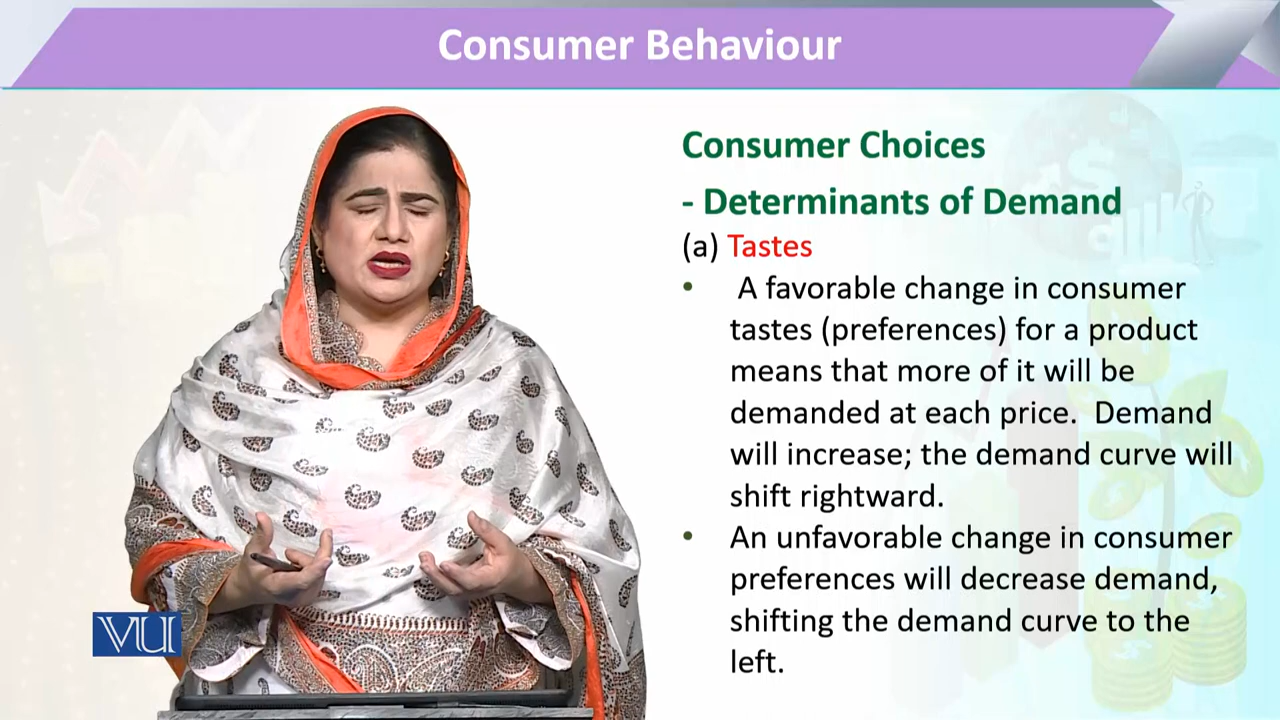 Consumer Behaviour
Consumer Choices
- Determinants of Demand
(a) Tastes
• A favorable change in consumer
tastes (preferences) for a product
means that more of it will be
demanded at each price. Demand
will increase; the demand curve will
shift rightward.
• An unfavorable change in consumer
preferences will decrease demand,
shifting the demand curve to the
left.
VU